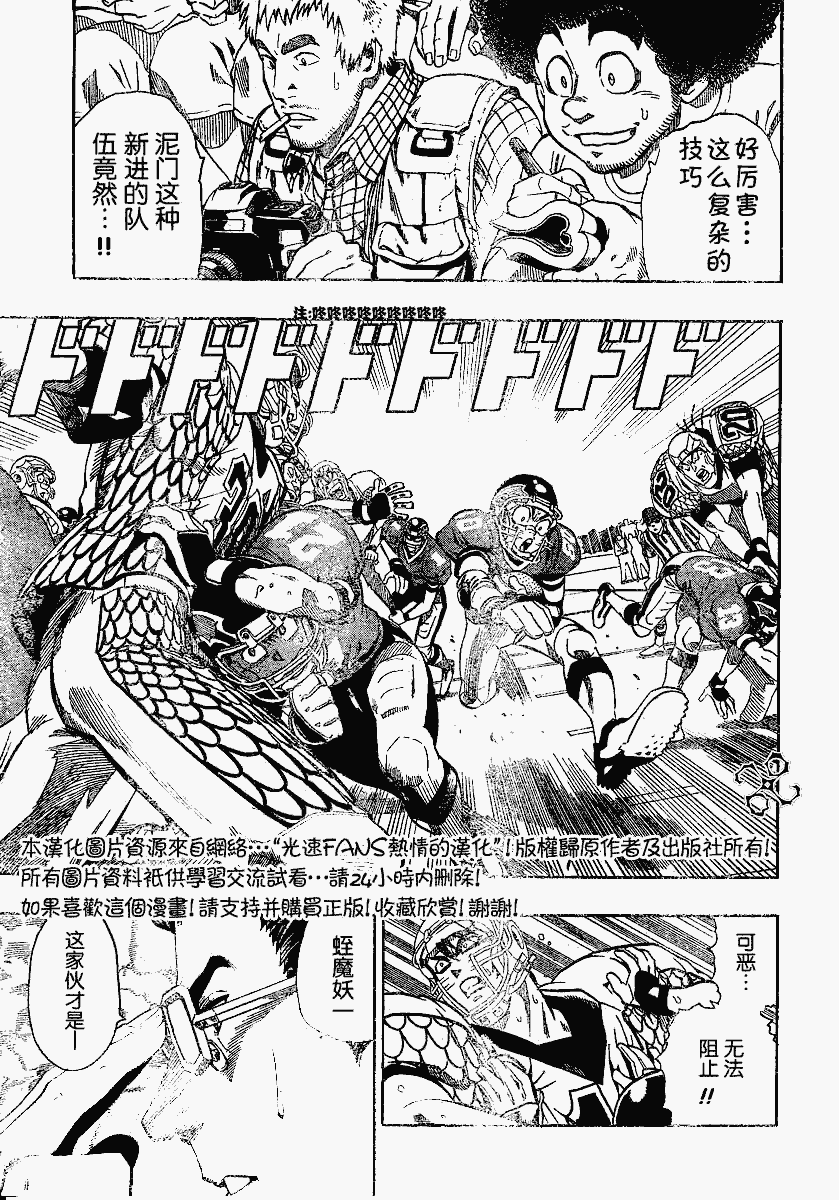 好厉害…
这么复杂的
技巧
泥门这种
新进的队
伍竟然…!!
注:咚咚咚咚咚咚咚咚咚
ドドドドドドドドド
20
20
本漢化圖片資源來自網絡…“光速FANS熱情的漢化”!版權歸原作者及出版社所有!
所有圖片資料祗供學習交流試看…請24小時内删除!
如果喜歡這個漫畫!請支持并購買正版!收藏欣賞!謝謝!
可恶…
无法
阻止!!
蛭魔妖一
这家伙才是—